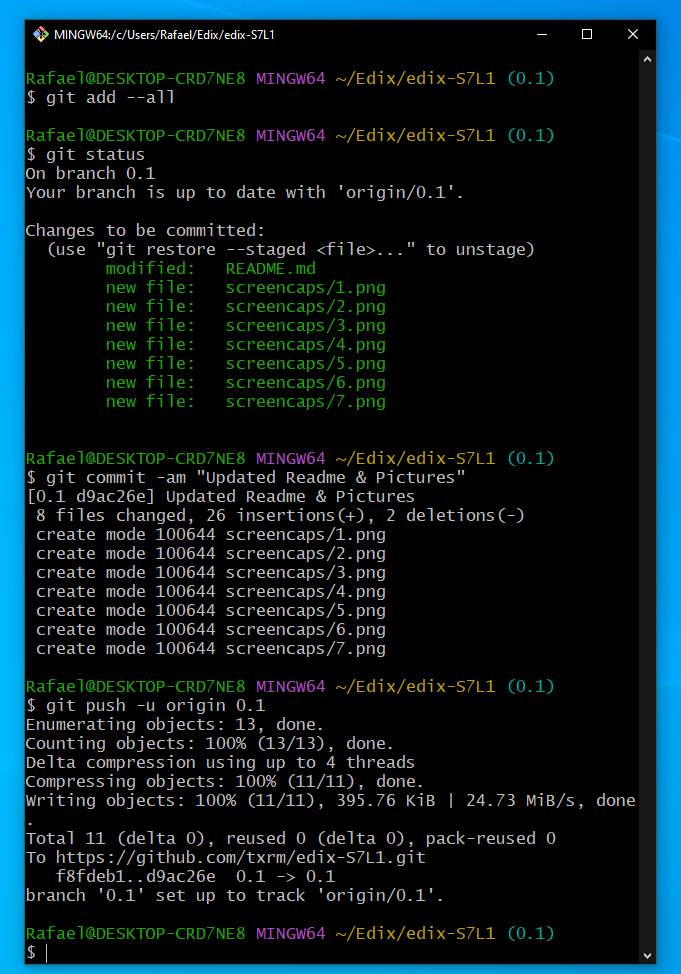 MINGW64:/c/Users/Rafael/Edix/edix-S7L1
Rafael@DESKTOP-CRD7NE8 MINGW64 ~/Edix/edix-S7L1 (0.1)
$ git add --all
Rafael@DESKTOP-CRD7NE8 MINGW64 ~/Edix/edix-S7L1 (0.1)
$ git status
On branch 0.1
Your branch is up to date with 'origin/0.1'.
Changes to be committed:
  (use "git restore --staged <file>..." to unstage)
        modified:   README.md
        new file:   screencaps/1.png
        new file:   screencaps/2.png
        new file:   screencaps/3.png
        new file:   screencaps/4.png
        new file:   screencaps/5.png
        new file:   screencaps/6.png
        new file:   screencaps/7.png
Rafael@DESKTOP-CRD7NE8 MINGW64 ~/Edix/edix-S7L1 (0.1)
$ git commit -am "Updated Readme & Pictures"
[0.1 d9ac26e] Updated Readme & Pictures
 8 files changed, 26 insertions(+), 2 deletions(-)
 create mode 100644 screencaps/1.png
 create mode 100644 screencaps/2.png
 create mode 100644 screencaps/3.png
 create mode 100644 screencaps/4.png
 create mode 100644 screencaps/5.png
 create mode 100644 screencaps/6.png
 create mode 100644 screencaps/7.png
Rafael@DESKTOP-CRD7NE8 MINGW64 ~/Edix/edix-S7L1 (0.1)
$ git push -u origin 0.1
Enumerating objects: 13, done.
Counting objects: 100% (13/13), done.
Delta compression using up to 4 threads
Compressing objects: 100% (11/11), done.
Writing objects: 100% (11/11), 395.76 KiB | 24.73 MiB/s, done
.
Total 11 (delta 0), reused 0 (delta 0), pack-reused 0
To https://github.com/txrm/edix-S7L1.git
   f8fdeb1..d9ac26e  0.1 -> 0.1
branch '0.1' set up to track 'origin/0.1'.
Rafael@DESKTOP-CRD7NE8 MINGW64 ~/Edix/edix-S7L1 (0.1)
$